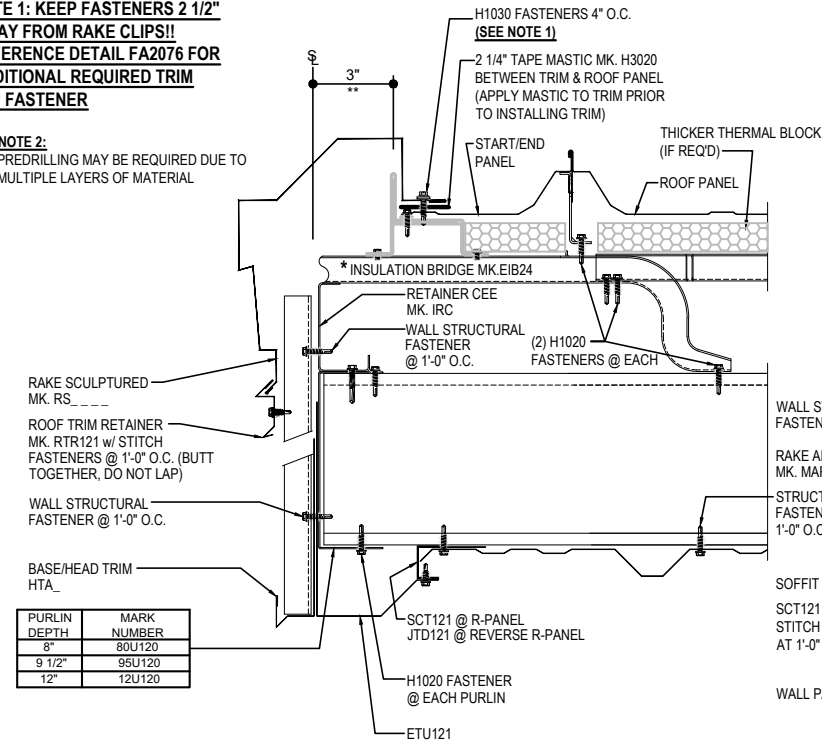 TE 1: KEEP FASTENERS 2 1/2"
AY FROM RAKE CLIPS!!
ERENCE DETAIL FA2076 FOR
DITIONAL REQUIRED TRIM
FASTENER
NOTE 2:
PREDRILLING MAY BE REQUIRED DUE TO
MULTIPLE LAYERS OF MATERIAL
3"
**
H1030 FASTENERS 4" O.C.
(SEE NOTE 1)
2 1/4" TAPE MASTIC MK. H3020
BETWEEN TRIM & ROOF PANEL
(APPLY MASTIC TO TRIM PRIOR
TO INSTALLING TRIM)
START/END
PANEL
THICKER THERMAL BLOCK
(IF REQ'D)
ROOF PANEL
* INSULATION BRIDGE MK.EIB24
RETAINER CEE
MK. IRC
WALL STRUCTURAL
FASTENER
@ 1'-0" O.C.
(2) H1020
FASTENERS @ EACH
RAKE SCULPTURED
MK. RS_ _ _ _
ROOF TRIM RETAINER
MK. RTR121 w/ STITCH
FASTENERS @ 1'-0" O.C. (BUTT
TOGETHER, DO NOT LAP)
WALL STRUCTURAL
FASTENER @ 1'-0" O.C.
BASE/HEAD TRIM
HTA_
PURLIN DEPTH MARK NUMBER
8" 80U120
9 1/2" 95U120
12" 12U120
SCT121 @ R-PANEL
JTD121 @ REVERSE R-PANEL
H1020 FASTENER
@ EACH PURLIN
ETU121
WALL S
FASTEN
RAKE A
MK. MA
STRUCT
FASTEN
1'-0" O.C
SOFFIT
SCT121
STITCH
AT 1'-0"
WALL PA